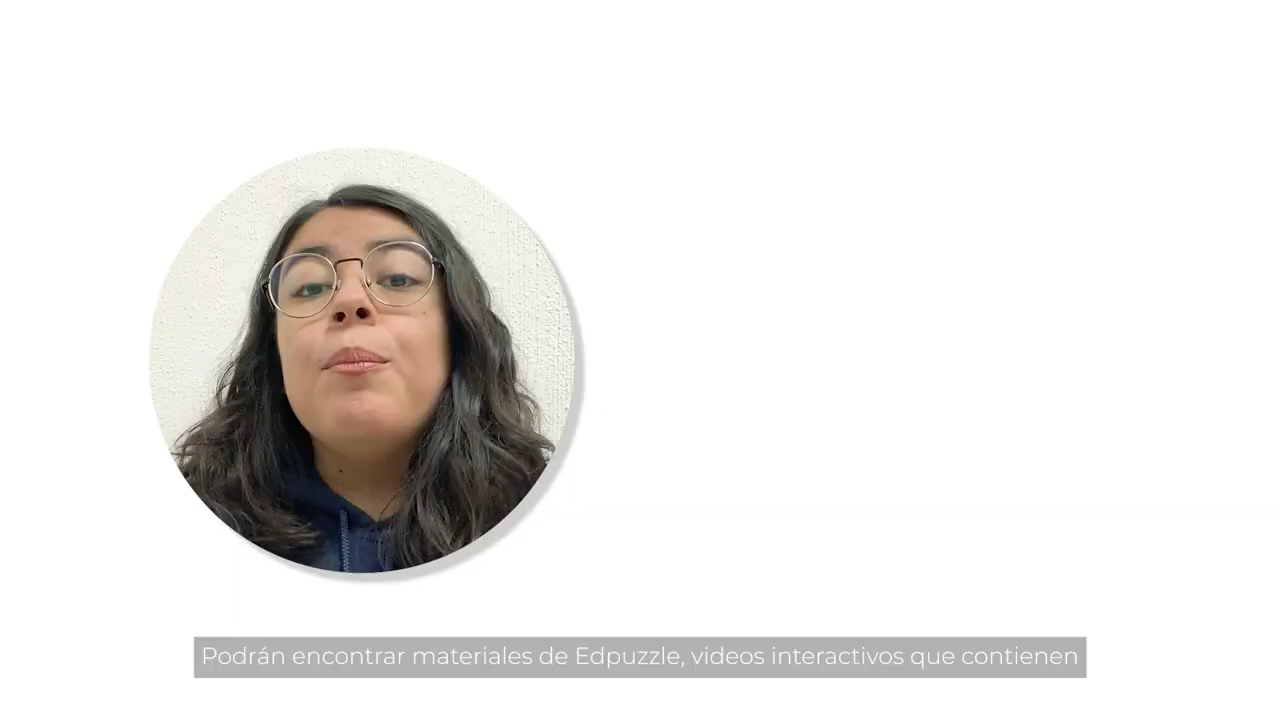 Podrán encontrar materiales de Edpuzzle, videos interactivos que contienen